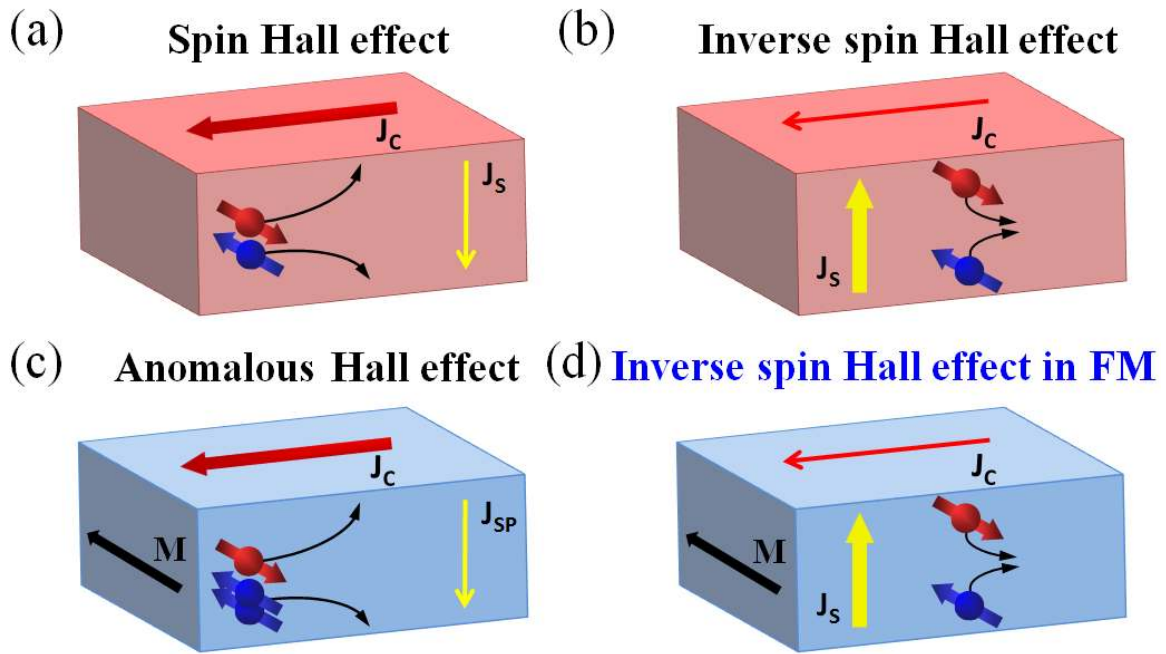 (a) Spin Hall effect
(b) Inverse spin Hall effect
J_C
J_S
J_C
J_S
(c) Anomalous Hall effect
(d) Inverse spin Hall effect in FM
J_C
J_SP
M
J_C
M
J_S